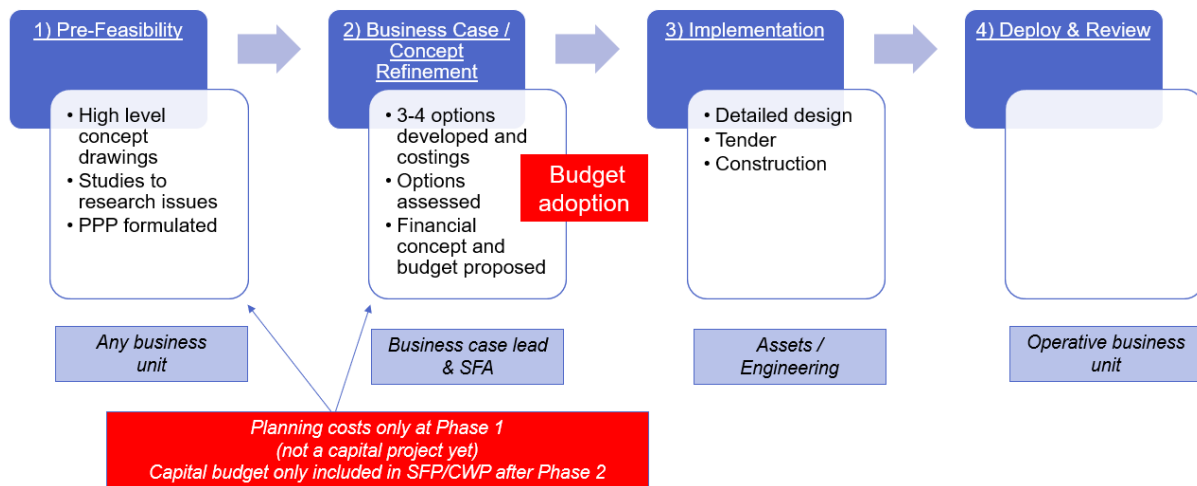 1) Pre-Feasibility
• High level
concept
drawings
• Studies to
research issues
• PPP formulated
Any business
unit
2) Business Case /
Concept
Refinement
• 3-4 options
developed and
costings
• Options
assessed
• Financial
concept and
budget proposed
Business case lead
& SFA
Budget
adoption
3) Implementation
• Detailed design
• Tender
• Construction
Assets /
Engineering
4) Deploy & Review
Operative business
unit
Planning costs only at Phase 1
(not a capital project yet)
Capital budget only included in SFP/CWP after Phase 2